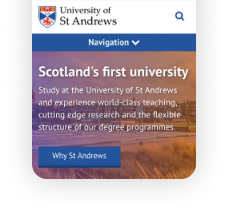 University of
St Andrews
Navigation
Scotland's first university
Study at the University of St Andrews
and experience world-class teaching,
cutting edge research and the flexible
structure of our degree programmes.
Why St Andrews